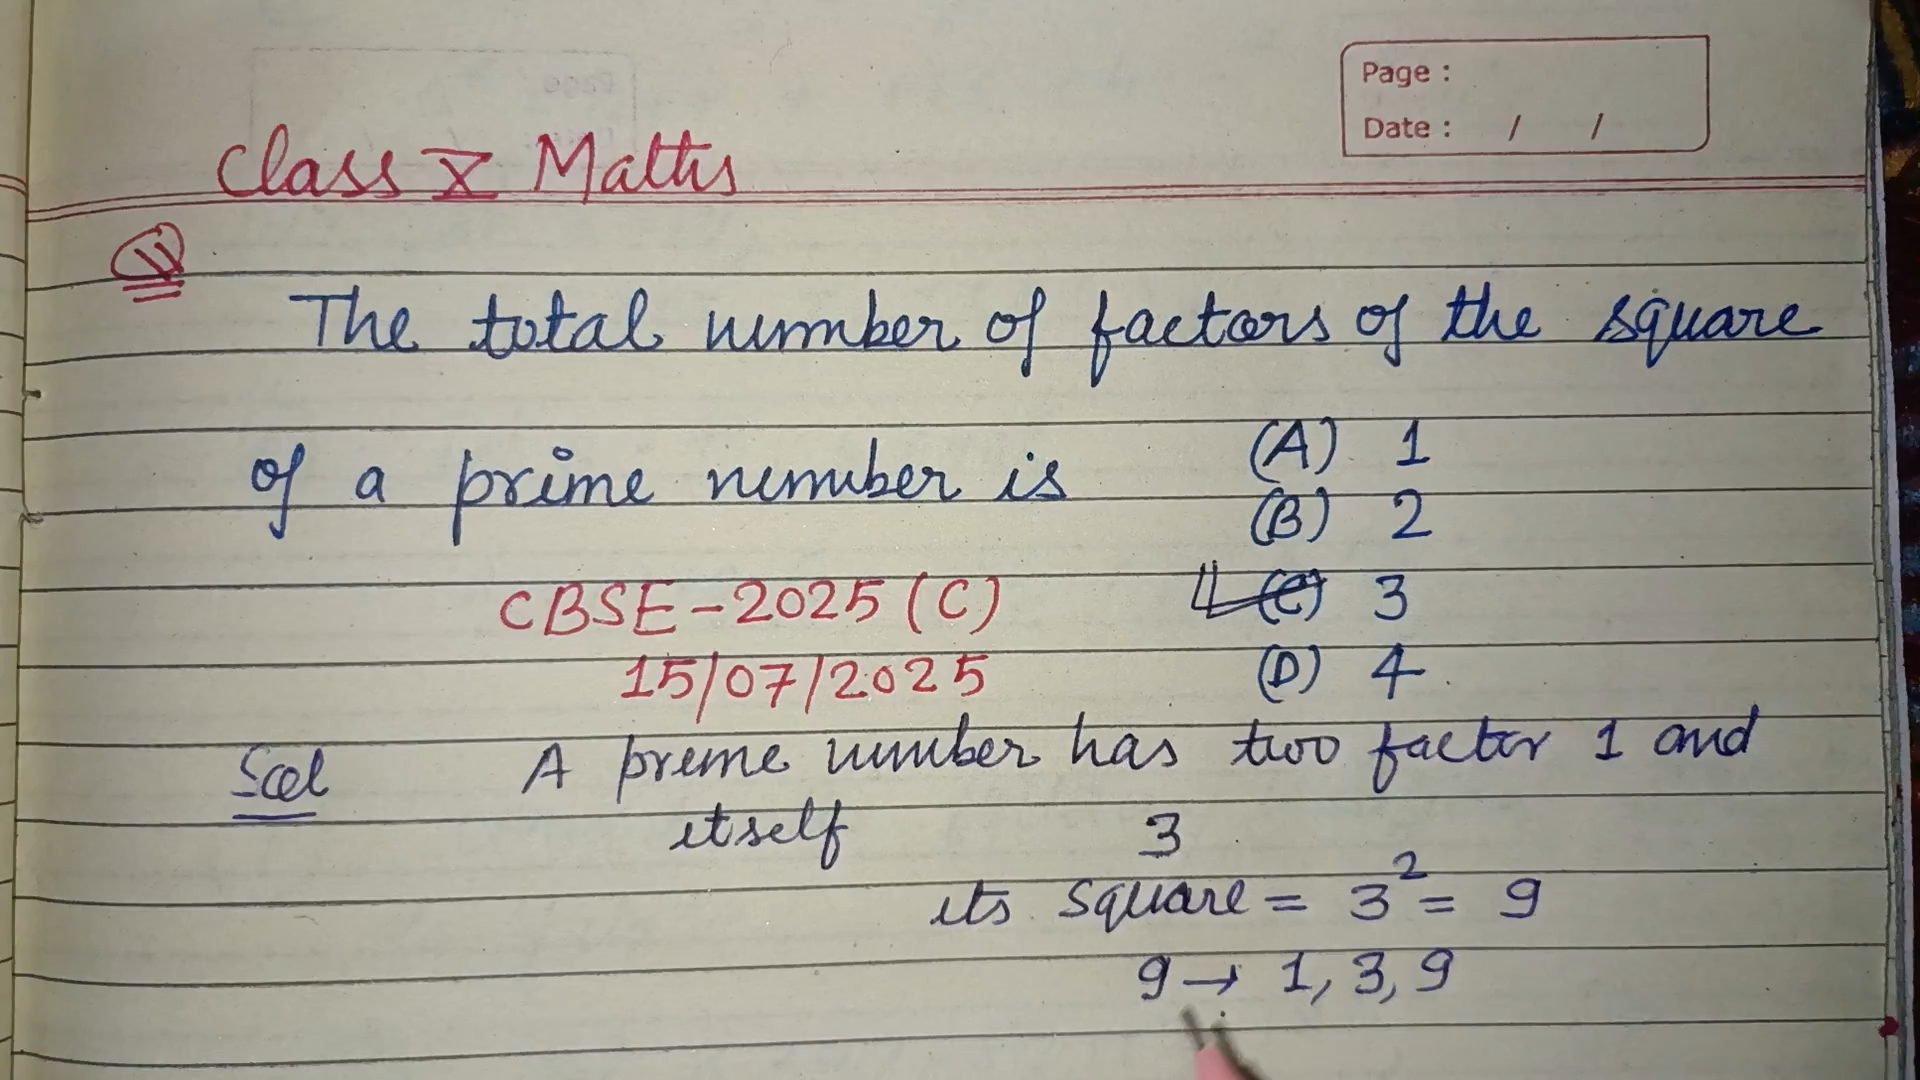 Page :
Date : / /
Class X Maths
Q
The total number of factors of the square
of a prime number is
(A) 1
(B) 2
(C) 3
(D) 4
CBSE-2025 (C)
15/07/2025
Sol A prime number has two factor 1 and
itself 3
its square = 3² = 9
9 → 1, 3, 9